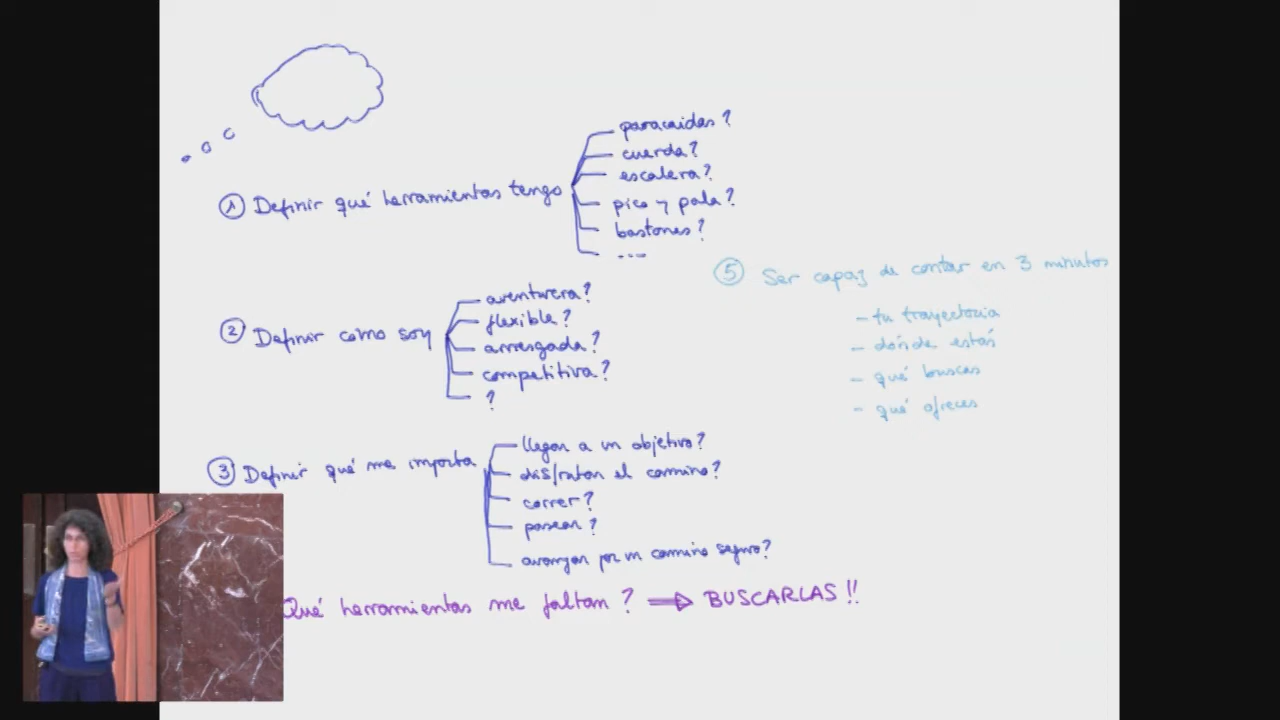 ① Definir qué herramientas tengo
paracaidas?
cuerda?
escalera?
pico y pala?
bastones?
...
② Definir como soy
aventurera?
flexible?
arresgada?
competitiva?
?
③ Definir qué me importa
llegar a un objetivo?
disfrutar el camino?
correr?
pasear?
avanzar por un camino seguro?
Qué herramientas me faltan? ⇒ BUSCARLAS!!
⑤ Ser capaz de contar en 3 minutos
- tu trayectoria
- dónde estás
- qué buscas
- qué ofreces